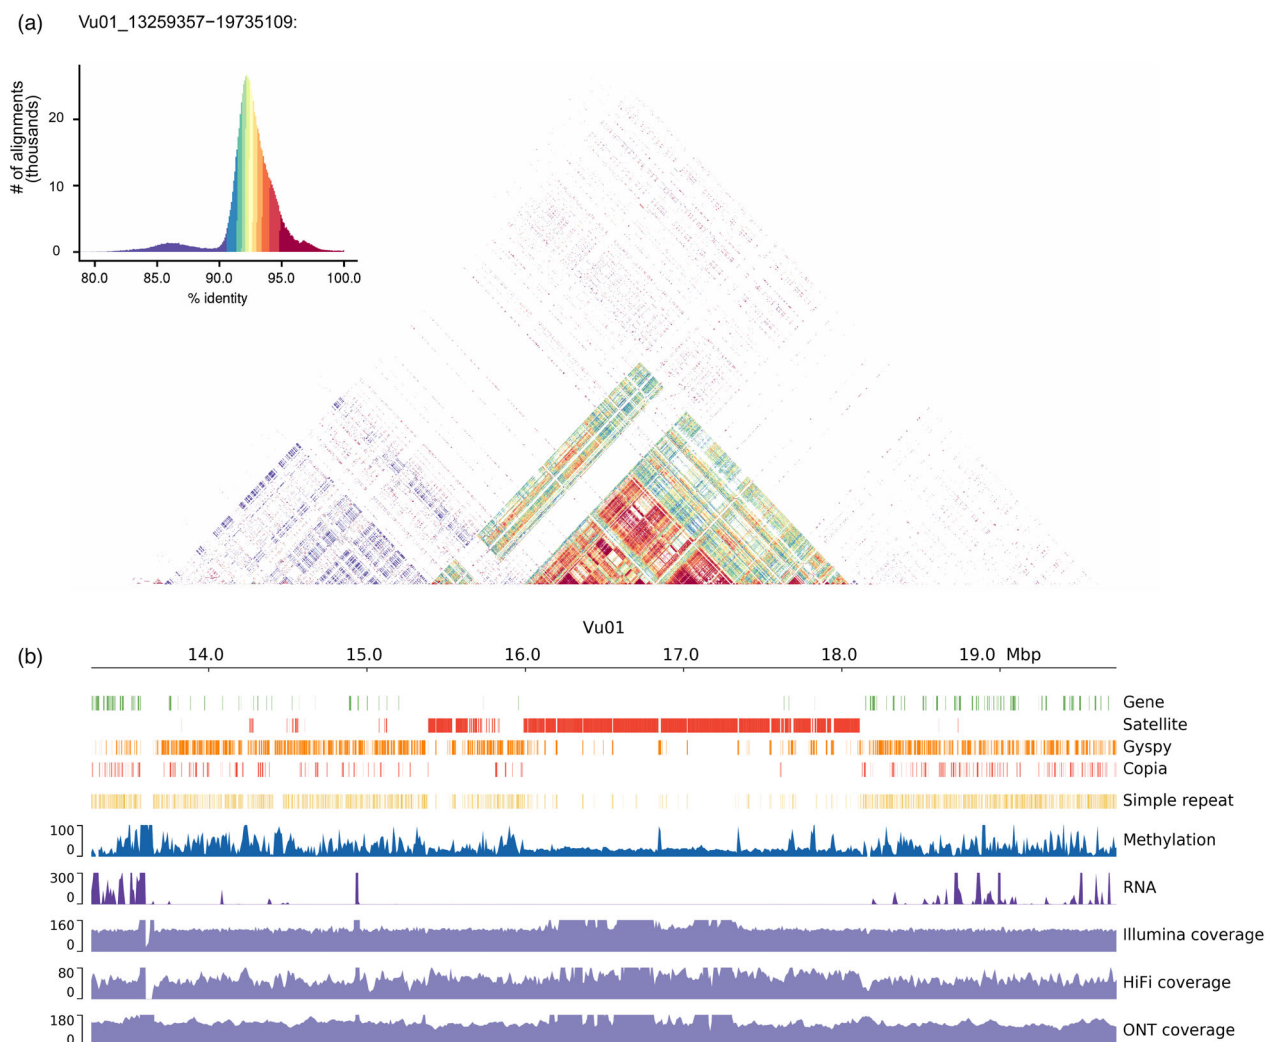 (a) Vu01_13259357−19735109:
# of alignments
(thousands)
20
10
0
80.0 85.0 90.0 95.0 100.0
% identity
Vu01
(b) 14.0 15.0 16.0 17.0 18.0 19.0 Mbp
Gene
Satellite
Gyspy
Copia
Simple repeat
100
0
Methylation
300
0
RNA
160
0
Illumina coverage
80
0
HiFi coverage
180
0
ONT coverage